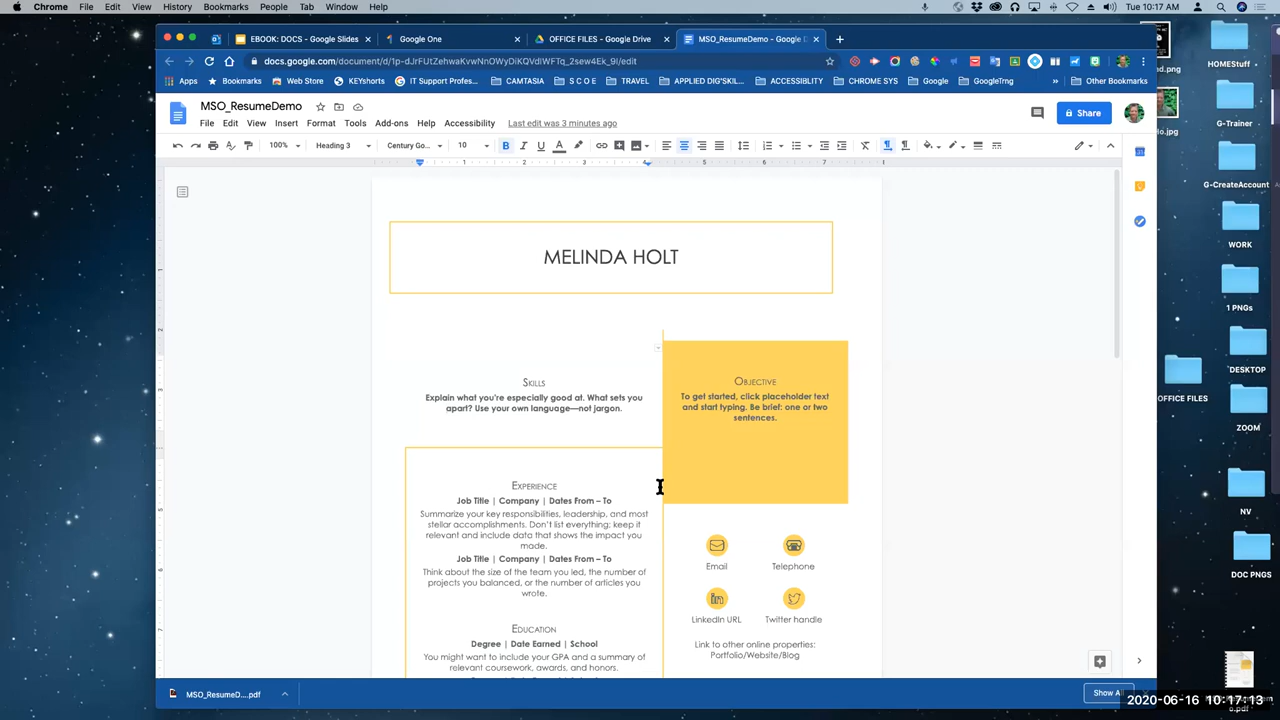 Chrome File Edit View History Bookmarks People Tab Window Help
Tue 10:17 AM
EBOOK: DOCS - Google Slides
Google One
OFFICE FILES - Google Drive
MSO_ResumeDemo - Google D
docs.google.com/document/d/1p-dJrFUtZehwaKvwNnOWyDiKQVdiWFTq_2sew4Ek_9I/edit
Apps Bookmarks Web Store KEYshorts IT Support Profes... CAMTASIA S C O E TRAVEL APPLIED DIG'SKIL... ACCESSIBLITY CHROME SYS Google GoogleTrng » Other Bookmarks
MSO_ResumeDemo
File Edit View Insert Format Tools Add-ons Help Accessibility Last edit was 3 minutes ago
Share
100% Heading 3 Century Go... 10
MELINDA HOLT
Skills
Explain what you're especially good at. What sets you
apart? Use your own language—not jargon.
Objective
To get started, click placeholder text
and start typing. Be brief: one or two
sentences.
Experience
Job Title | Company | Dates From – To
Summarize your key responsibilities, leadership, and most
stellar accomplishments. Don't list everything; keep it
relevant and include data that shows the impact you
made.
Job Title | Company | Dates From – To
Think about the size of the team you led, the number of
projects you balanced, or the number of articles you
wrote.
Education
Degree | Date Earned | School
You might want to include your GPA and a summary of
relevant coursework, awards, and honors.
Email
Telephone
LinkedIn URL
Twitter handle
Link to other online properties:
Portfolio/Website/Blog
MSO_ResumeD....pdf
Show All
ed.png
lo.jpg
HOMEStuff
G-Trainer
G-CreateAccount
WORK
1 PNGs
DESKTOP
OFFICE FILES
ZOOM
NV
DOC PNGS
2020-06-16 10:17:13